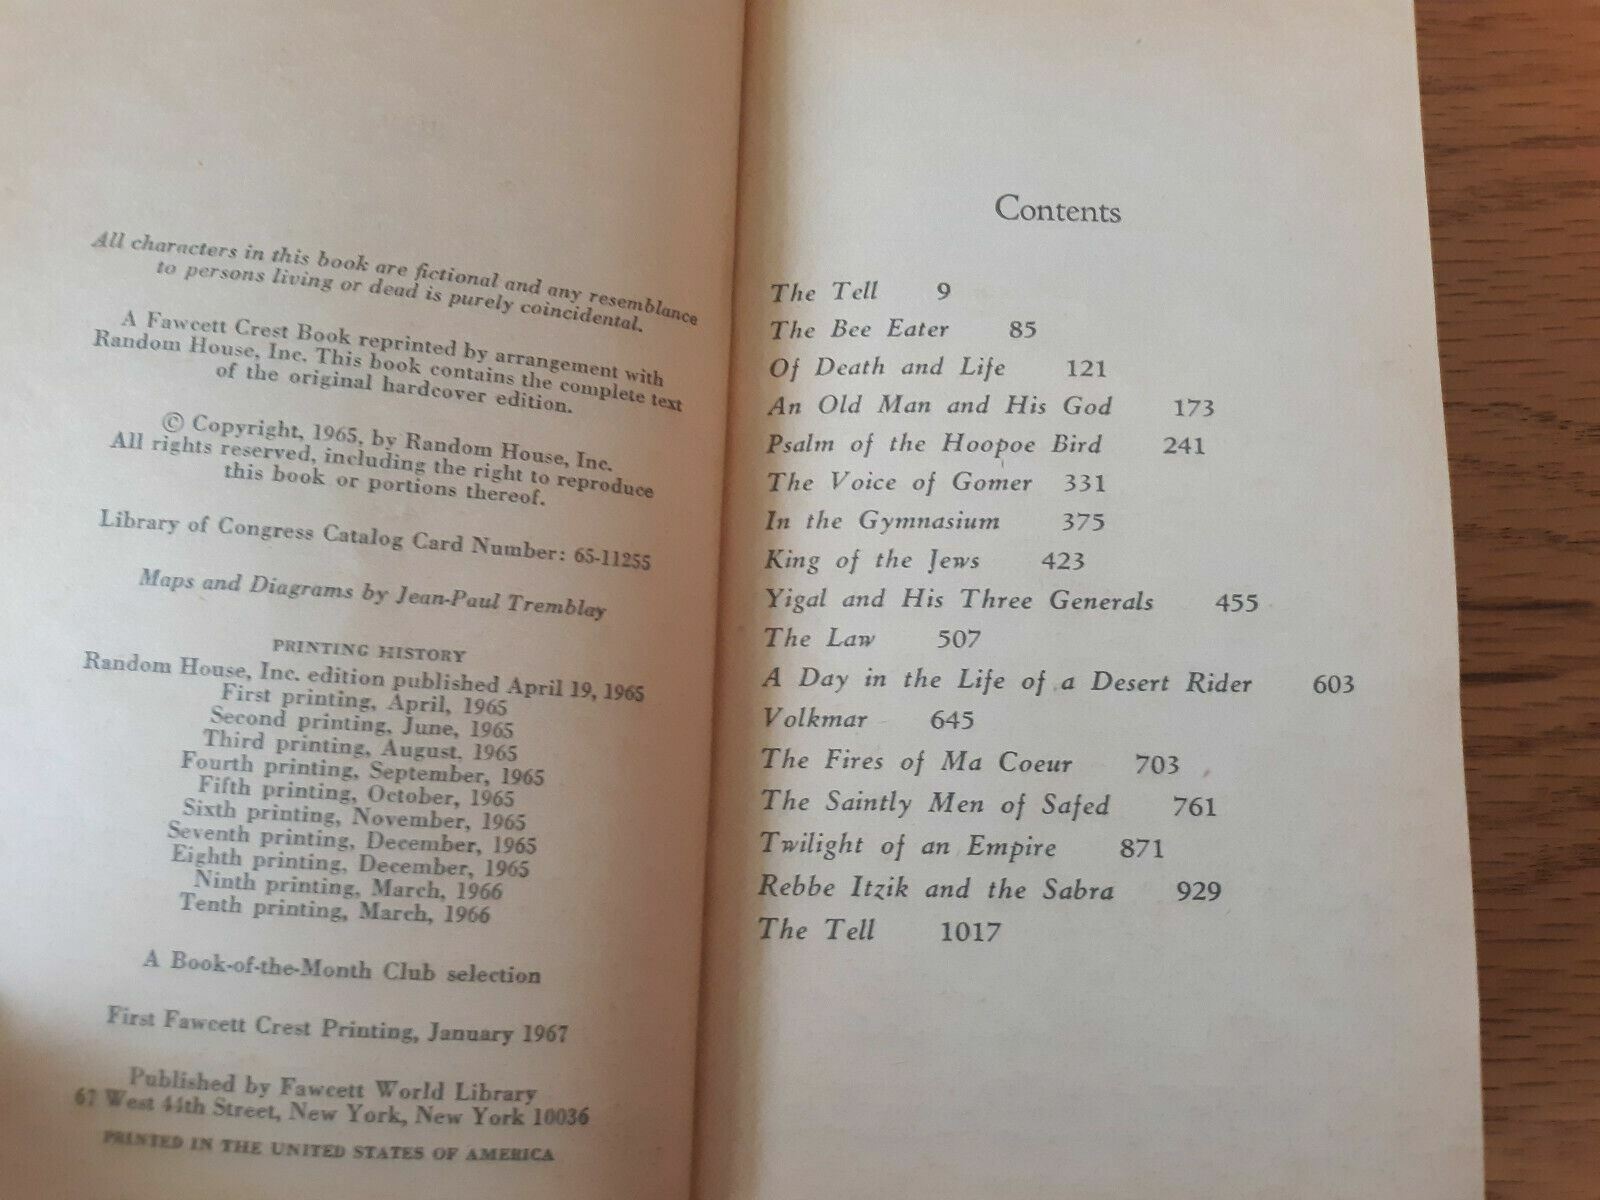 All characters in this book are fictional and any resemblance
to persons living or dead is purely coincidental.
A Fawcett Crest Book reprinted by arrangement with
Random House, Inc. This book contains the complete text
of the original hardcover edition.
© Copyright, 1965, by Random House, Inc.
All rights reserved, including the right to reproduce
this book or portions thereof.
Library of Congress Catalog Card Number: 65-11255
Maps and Diagrams by Jean-Paul Tremblay
PRINTING HISTORY
Random House, Inc. edition published April 19, 1965
First printing, April, 1965
Second printing, June, 1965
Third printing, August, 1965
Fourth printing, September, 1965
Fifth printing, October, 1965
Sixth printing, November, 1965
Seventh printing, December, 1965
Eighth printing, December, 1965
Ninth printing, March, 1966
Tenth printing, March, 1966
A Book-of-the-Month Club selection
First Fawcett Crest Printing, January 1967
Published by Fawcett World Library
67 West 44th Street, New York, New York 10036
PRINTED IN THE UNITED STATES OF AMERICA
Contents
The Tell 9
The Bee Eater 85
Of Death and Life 121
An Old Man and His God 173
Psalm of the Hoopoe Bird 241
The Voice of Gomer 331
In the Gymnasium 375
King of the Jews 423
Yigal and His Three Generals 455
The Law 507
A Day in the Life of a Desert Rider 603
Volkmar 645
The Fires of Ma Coeur 703
The Saintly Men of Safed 761
Twilight of an Empire 871
Rebbe Itzik and the Sabra 929
The Tell 1017